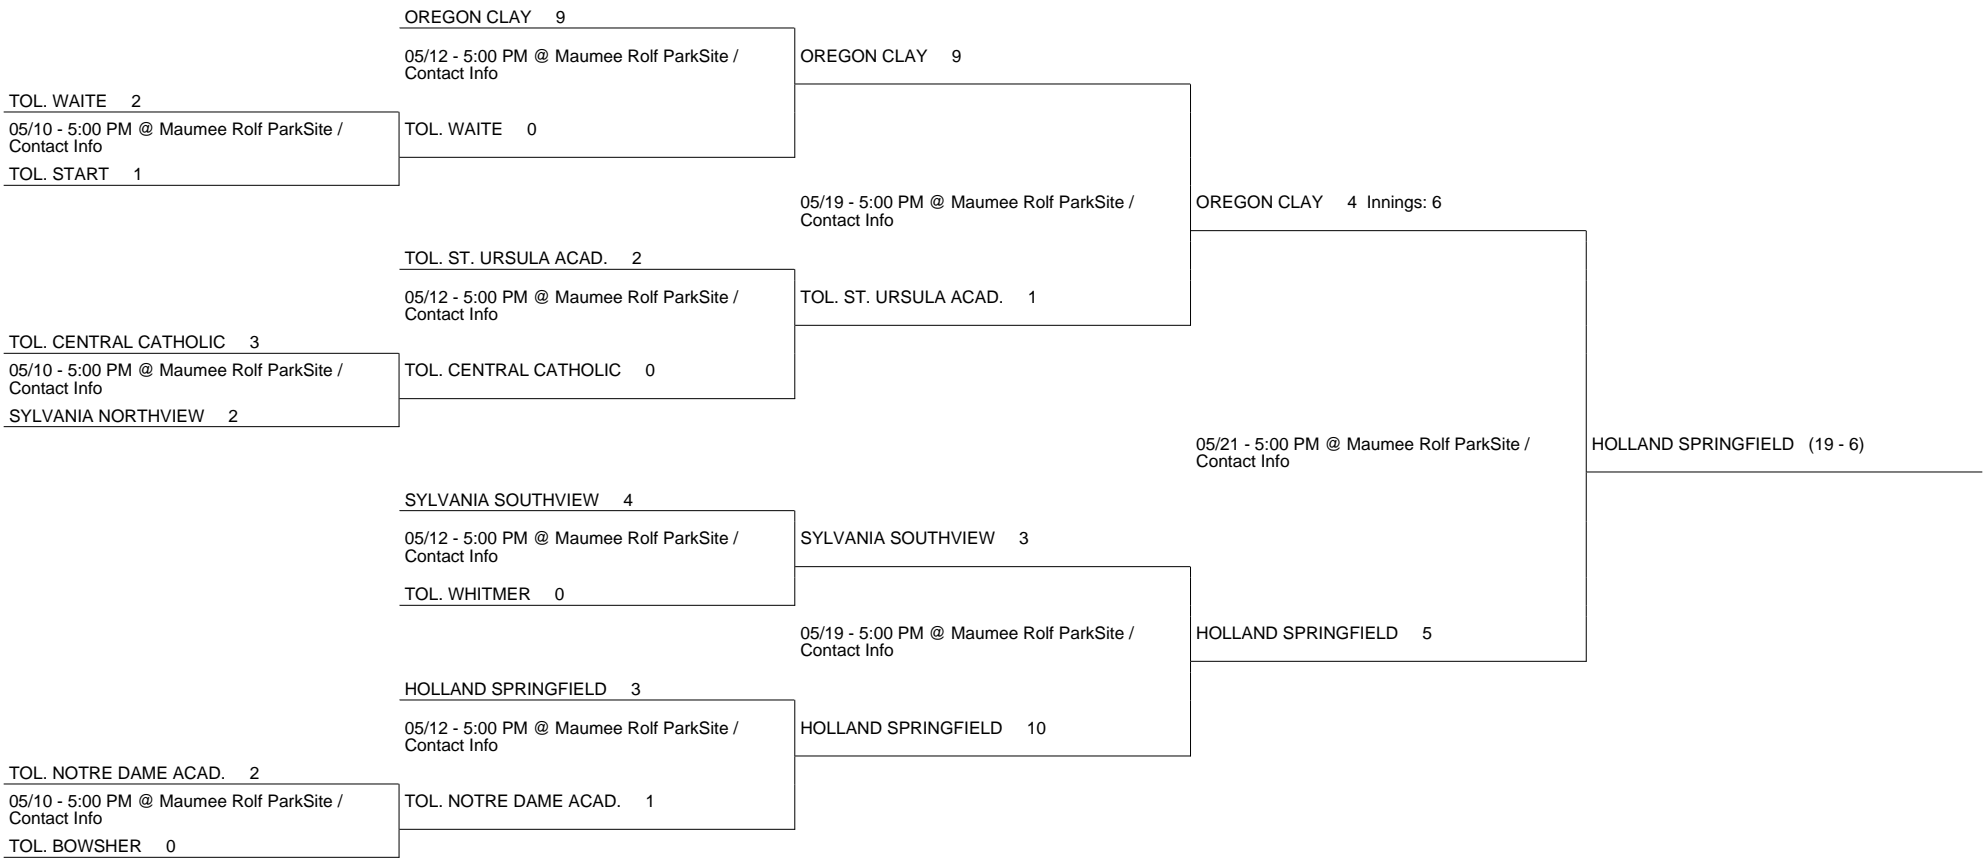 OREGON CLAY 9
05/12 - 5:00 PM @ Maumee Rolf ParkSite /
Contact Info
OREGON CLAY 9
TOL. WAITE 2
05/10 - 5:00 PM @ Maumee Rolf ParkSite /
Contact Info
TOL. WAITE 0
TOL. START 1
05/19 - 5:00 PM @ Maumee Rolf ParkSite /
Contact Info
OREGON CLAY 4 Innings: 6
TOL. ST. URSULA ACAD. 2
05/12 - 5:00 PM @ Maumee Rolf ParkSite /
Contact Info
TOL. ST. URSULA ACAD. 1
TOL. CENTRAL CATHOLIC 3
05/10 - 5:00 PM @ Maumee Rolf ParkSite /
Contact Info
TOL. CENTRAL CATHOLIC 0
SYLVANIA NORTHVIEW 2
05/21 - 5:00 PM @ Maumee Rolf ParkSite /
Contact Info
HOLLAND SPRINGFIELD (19 - 6)
SYLVANIA SOUTHVIEW 4
05/12 - 5:00 PM @ Maumee Rolf ParkSite /
Contact Info
SYLVANIA SOUTHVIEW 3
TOL. WHITMER 0
05/19 - 5:00 PM @ Maumee Rolf ParkSite /
Contact Info
HOLLAND SPRINGFIELD 5
HOLLAND SPRINGFIELD 3
05/12 - 5:00 PM @ Maumee Rolf ParkSite /
Contact Info
HOLLAND SPRINGFIELD 10
TOL. NOTRE DAME ACAD. 2
05/10 - 5:00 PM @ Maumee Rolf ParkSite /
Contact Info
TOL. NOTRE DAME ACAD. 1
TOL. BOWSHER 0